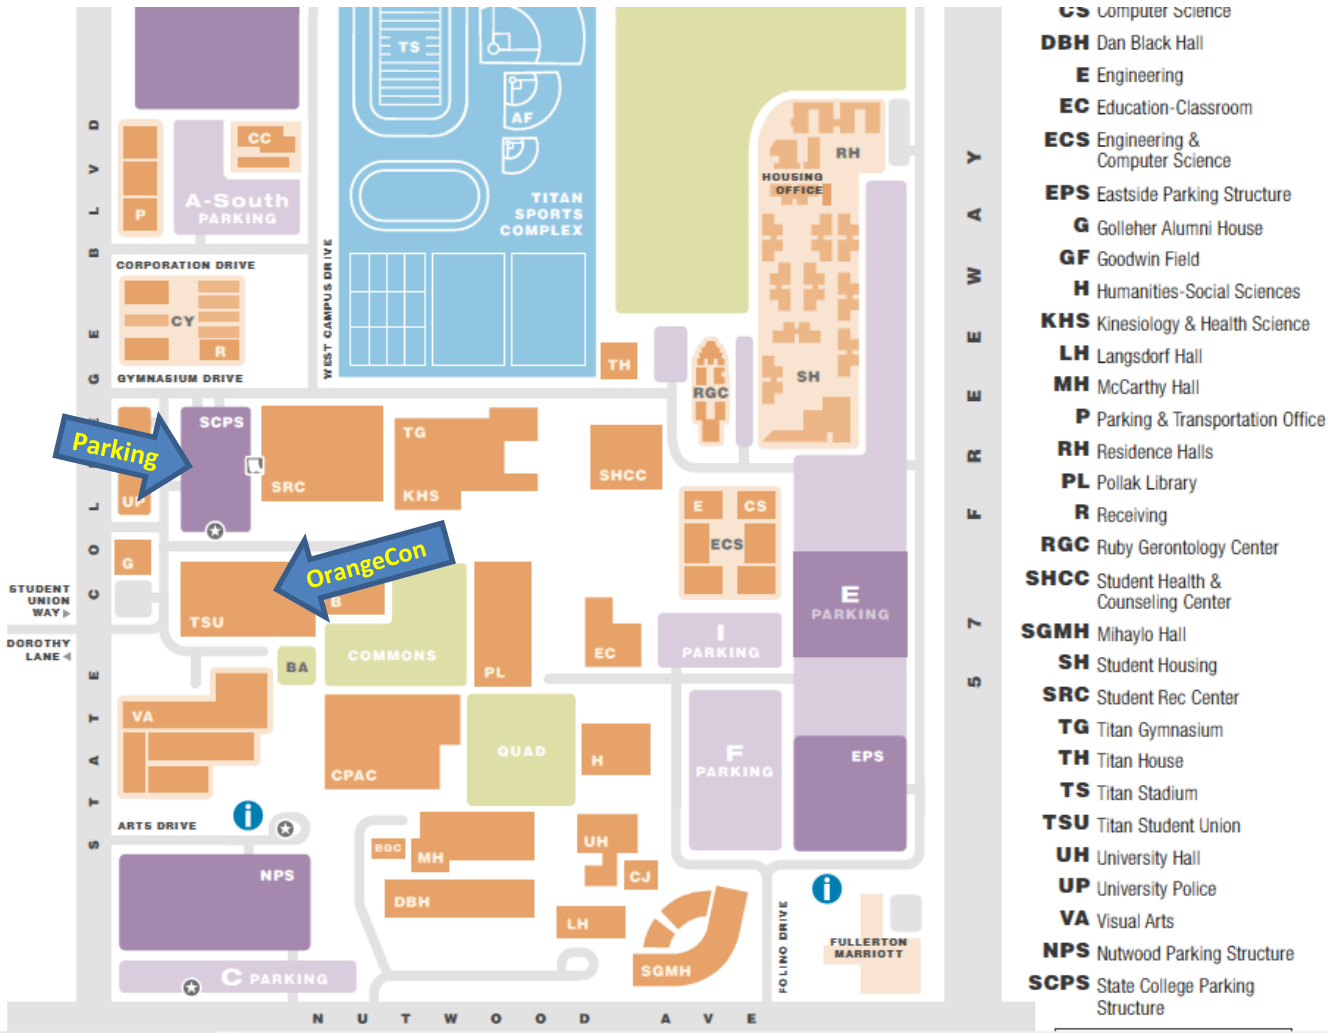 TS
AF
TITAN
SPORTS
COMPLEX
CC
P
A-South
PARKING
CORPORATION DRIVE
CY
R
GYMNASIUM DRIVE
WEST CAMPUS DRIVE
STATE COLLEGE BLVD
RH
HOUSING
OFFICE
SH
TH
RGC
SCPS
Parking
UP
SRC
TG
KHS
SHCC
E
CS
ECS
G
OrangeCon
TSU
B
COMMONS
BA
PL
EC
I
PARKING
E
PARKING
STUDENT
UNION
WAY
DOROTHY
LANE
VA
CPAC
QUAD
H
F
PARKING
EPS
ARTS DRIVE
i
NPS
BGC
MH
DBH
UH
CJ
LH
SGMH
C PARKING
FOLINO DRIVE
i
FULLERTON
MARRIOTT
NUTWOOD AVE
57 FREEWAY
CS Computer Science
DBH Dan Black Hall
E Engineering
EC Education-Classroom
ECS Engineering &
Computer Science
EPS Eastside Parking Structure
G Golleher Alumni House
GF Goodwin Field
H Humanities-Social Sciences
KHS Kinesiology & Health Science
LH Langsdorf Hall
MH McCarthy Hall
P Parking & Transportation Office
RH Residence Halls
PL Pollak Library
R Receiving
RGC Ruby Gerontology Center
SHCC Student Health &
Counseling Center
SGMH Mihaylo Hall
SH Student Housing
SRC Student Rec Center
TG Titan Gymnasium
TH Titan House
TS Titan Stadium
TSU Titan Student Union
UH University Hall
UP University Police
VA Visual Arts
NPS Nutwood Parking Structure
SCPS State College Parking
Structure